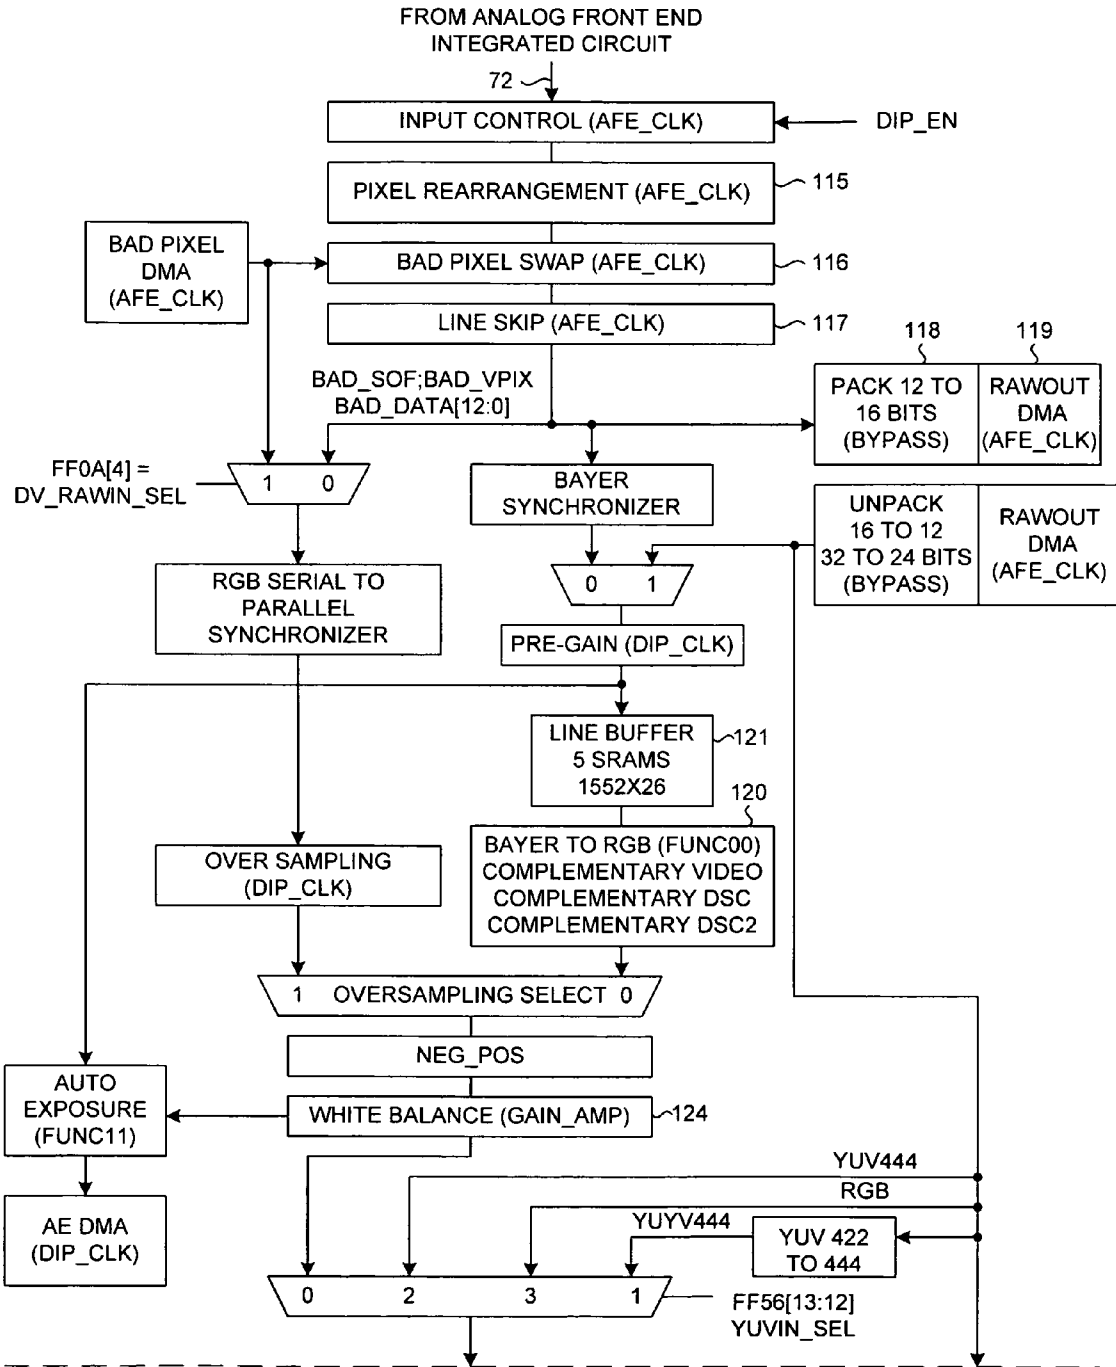 FROM ANALOG FRONT END
INTEGRATED CIRCUIT
72
INPUT CONTROL (AFE_CLK)
DIP_EN
PIXEL REARRANGEMENT (AFE_CLK)
115
BAD PIXEL
DMA
(AFE_CLK)
BAD PIXEL SWAP (AFE_CLK)
116
LINE SKIP (AFE_CLK)
117
118
119
BAD_SOF;BAD_VPIX
BAD_DATA[12:0]
PACK 12 TO
16 BITS
(BYPASS)
RAWOUT
DMA
(AFE_CLK)
FF0A[4] =
DV_RAWIN_SEL
1 0
BAYER
SYNCHRONIZER
UNPACK
16 TO 12
32 TO 24 BITS
(BYPASS)
RAWOUT
DMA
(AFE_CLK)
0 1
RGB SERIAL TO
PARALLEL
SYNCHRONIZER
PRE-GAIN (DIP_CLK)
LINE BUFFER
5 SRAMS
1552X26
121
120
OVER SAMPLING
(DIP_CLK)
BAYER TO RGB (FUNC00)
COMPLEMENTARY VIDEO
COMPLEMENTARY DSC
COMPLEMENTARY DSC2
1 OVERSAMPLING SELECT 0
NEG_POS
AUTO
EXPOSURE
(FUNC11)
WHITE BALANCE (GAIN_AMP)
124
YUV444
RGB
AE DMA
(DIP_CLK)
YUYV444
YUV 422
TO 444
0 2 3 1
FF56[13:12]
YUVIN_SEL